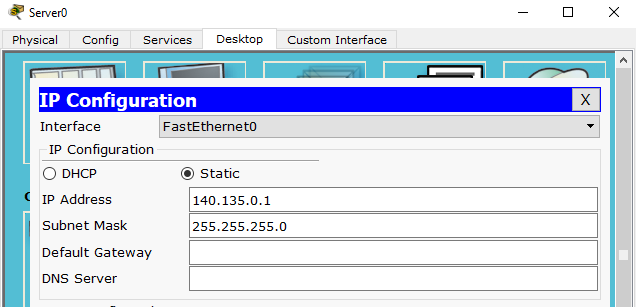 Server0
Physical Config Services Desktop Custom Interface
IP Configuration X
Interface FastEthernet0
IP Configuration
DHCP Static
IP Address 140.135.0.1
Subnet Mask 255.255.255.0
Default Gateway
DNS Server